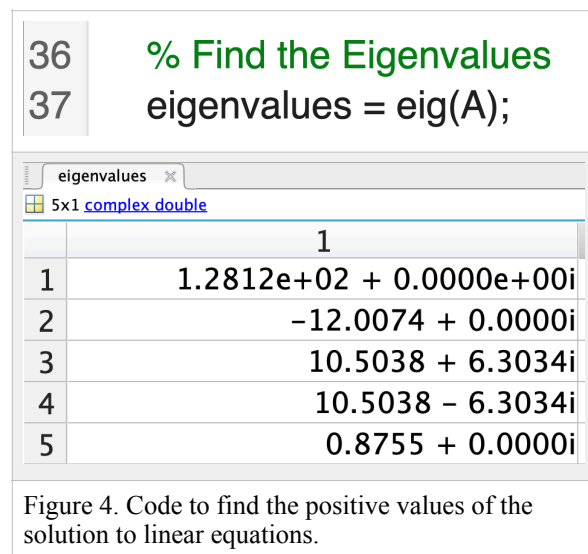 36 % Find the Eigenvalues
37 eigenvalues = eig(A);
eigenvalues
5x1 complex double
1
1 1.2812e+02 + 0.0000e+00i
2 -12.0074 + 0.0000i
3 10.5038 + 6.3034i
4 10.5038 - 6.3034i
5 0.8755 + 0.0000i
Figure 4. Code to find the positive values of the
solution to linear equations.